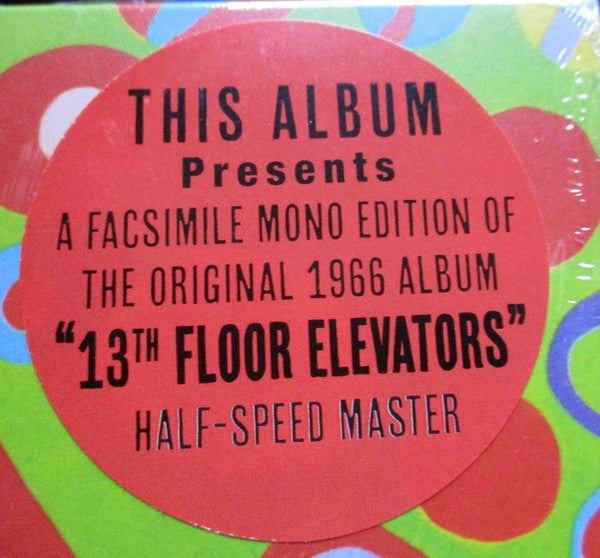 THIS ALBUM
Presents
A FACSIMILE MONO EDITION OF
THE ORIGINAL 1966 ALBUM
“13TH FLOOR ELEVATORS”
HALF-SPEED MASTER